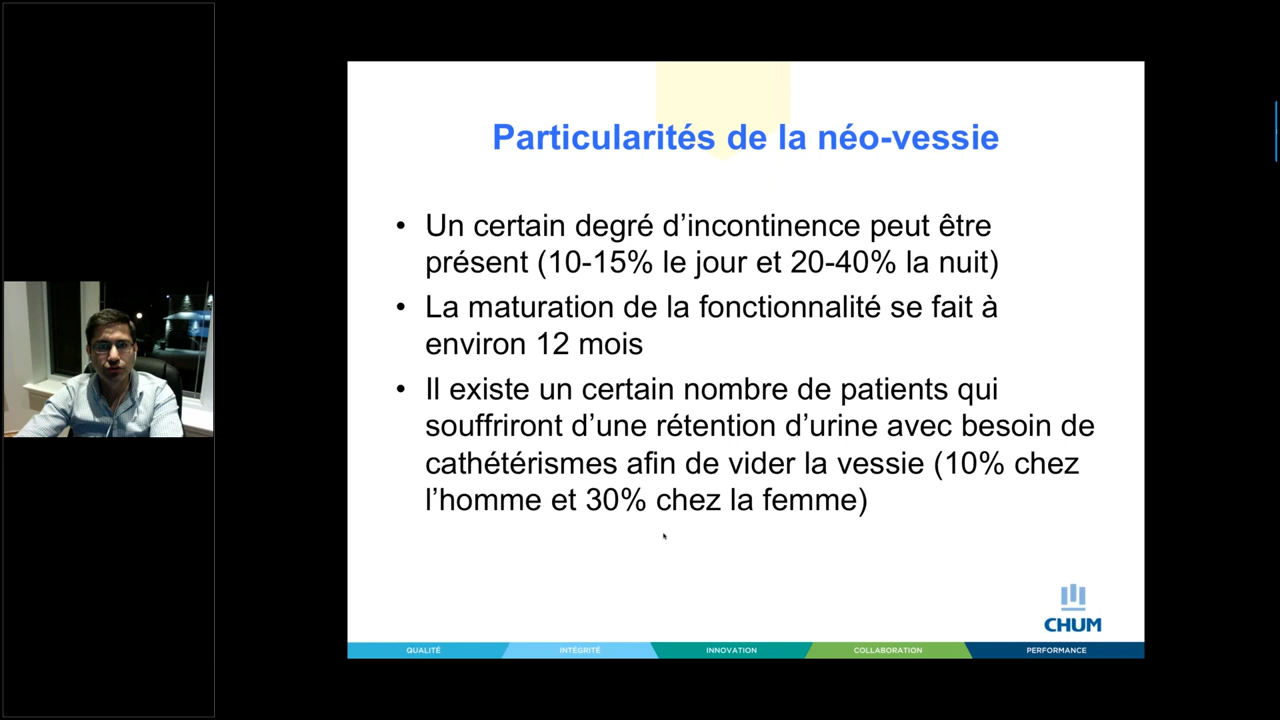 Particularités de la néo-vessie
• Un certain degré d’incontinence peut être
présent (10-15% le jour et 20-40% la nuit)
• La maturation de la fonctionnalité se fait à
environ 12 mois
• Il existe un certain nombre de patients qui
souffriront d’une rétention d’urine avec besoin de
cathétérismes afin de vider la vessie (10% chez
l’homme et 30% chez la femme)
CHUM
QUALITÉ INTÉGRITÉ INNOVATION COLLABORATION PERFORMANCE